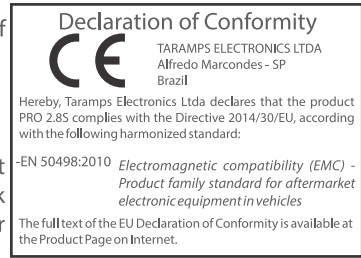 Declaration of Conformity
CE
TARAMPS ELECTRONICS LTDA
Alfredo Marcondes - SP
Brazil
Hereby, Taramps Electronics Ltda declares that the product
PRO 2.8S complies with the Directive 2014/30/EU, according
with the following harmonized standard:
-EN 50498:2010 Electromagnetic compatibility (EMC) -
Product family standard for aftermarket
electronic equipment in vehicles
The full text of the EU Declaration of Conformity is available at
the Product Page on Internet.